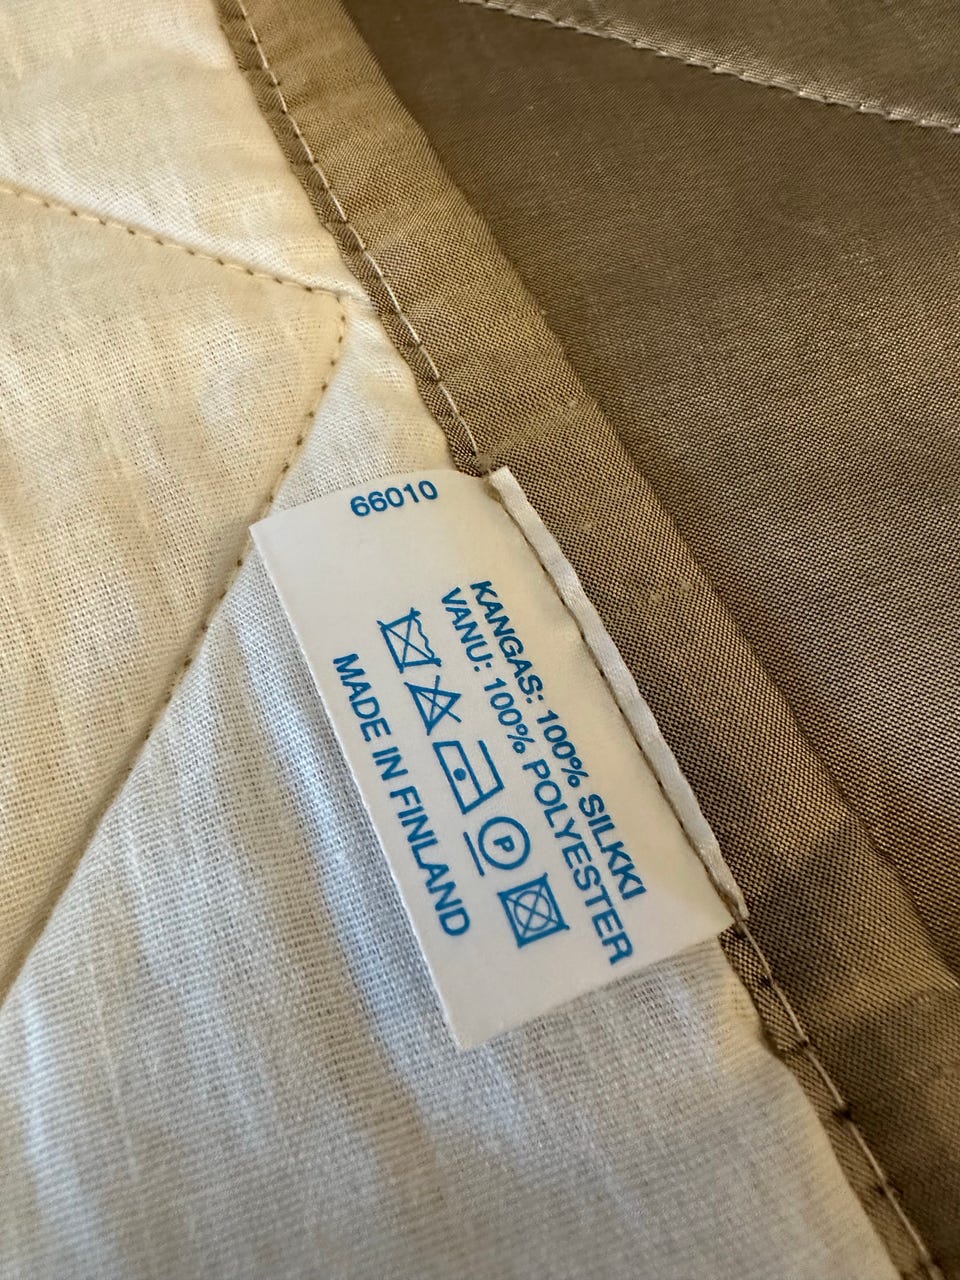 66010
KANGAS: 100% SILKKI
VANU: 100% POLYESTER
P
MADE IN FINLAND